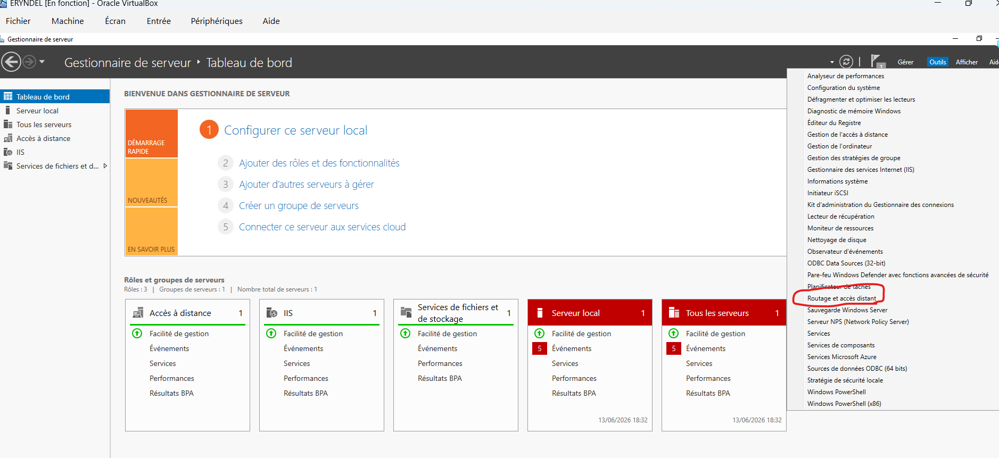 ERYNDEL [En fonction] - Oracle VirtualBox
Fichier Machine Écran Entrée Périphériques Aide
Gestionnaire de serveur
Gestionnaire de serveur ‣ Tableau de bord
1 Gérer Outils Afficher
Tableau de bord
Serveur local
Tous les serveurs
Accès à distance
IIS
Services de fichiers et d...
BIENVENUE DANS GESTIONNAIRE DE SERVEUR
DÉMARRAGE
RAPIDE
NOUVEAUTÉS
EN SAVOIR PLUS
1 Configurer ce serveur local
2 Ajouter des rôles et des fonctionnalités
3 Ajouter d'autres serveurs à gérer
4 Créer un groupe de serveurs
5 Connecter ce serveur aux services cloud
Rôles et groupes de serveurs
Rôles : 3 | Groupes de serveurs : 1 | Nombre total de serveurs : 1
Accès à distance 1
Facilité de gestion
Événements
Services
Performances
Résultats BPA
IIS 1
Facilité de gestion
Événements
Services
Performances
Résultats BPA
Services de fichiers et
de stockage 1
Facilité de gestion
Événements
Performances
Résultats BPA
Serveur local 1
Facilité de gestion
5 Événements
Services
Performances
Résultats BPA
13/06/2026 18:32
Tous les serveurs 1
Facilité de gestion
5 Événements
Services
Performances
Résultats BPA
13/06/2026 18:32
Analyseur de performances
Configuration du système
Défragmenter et optimiser les lecteurs
Diagnostic de mémoire Windows
Éditeur du Registre
Gestion de l'accès à distance
Gestion de l'ordinateur
Gestion des stratégies de groupe
Gestionnaire des services Internet (IIS)
Informations système
Initiateur iSCSI
Kit d'administration du Gestionnaire des connexions
Lecteur de récupération
Moniteur de ressources
Nettoyage de disque
Observateur d'événements
ODBC Data Sources (32-bit)
Pare-feu Windows Defender avec fonctions avancées de sécurité
Planificateur de tâches
Routage et accès distant
Sauvegarde Windows Server
Serveur NPS (Network Policy Server)
Services
Services de composants
Services Microsoft Azure
Sources de données ODBC (64 bits)
Stratégie de sécurité locale
Windows PowerShell
Windows PowerShell (x86)